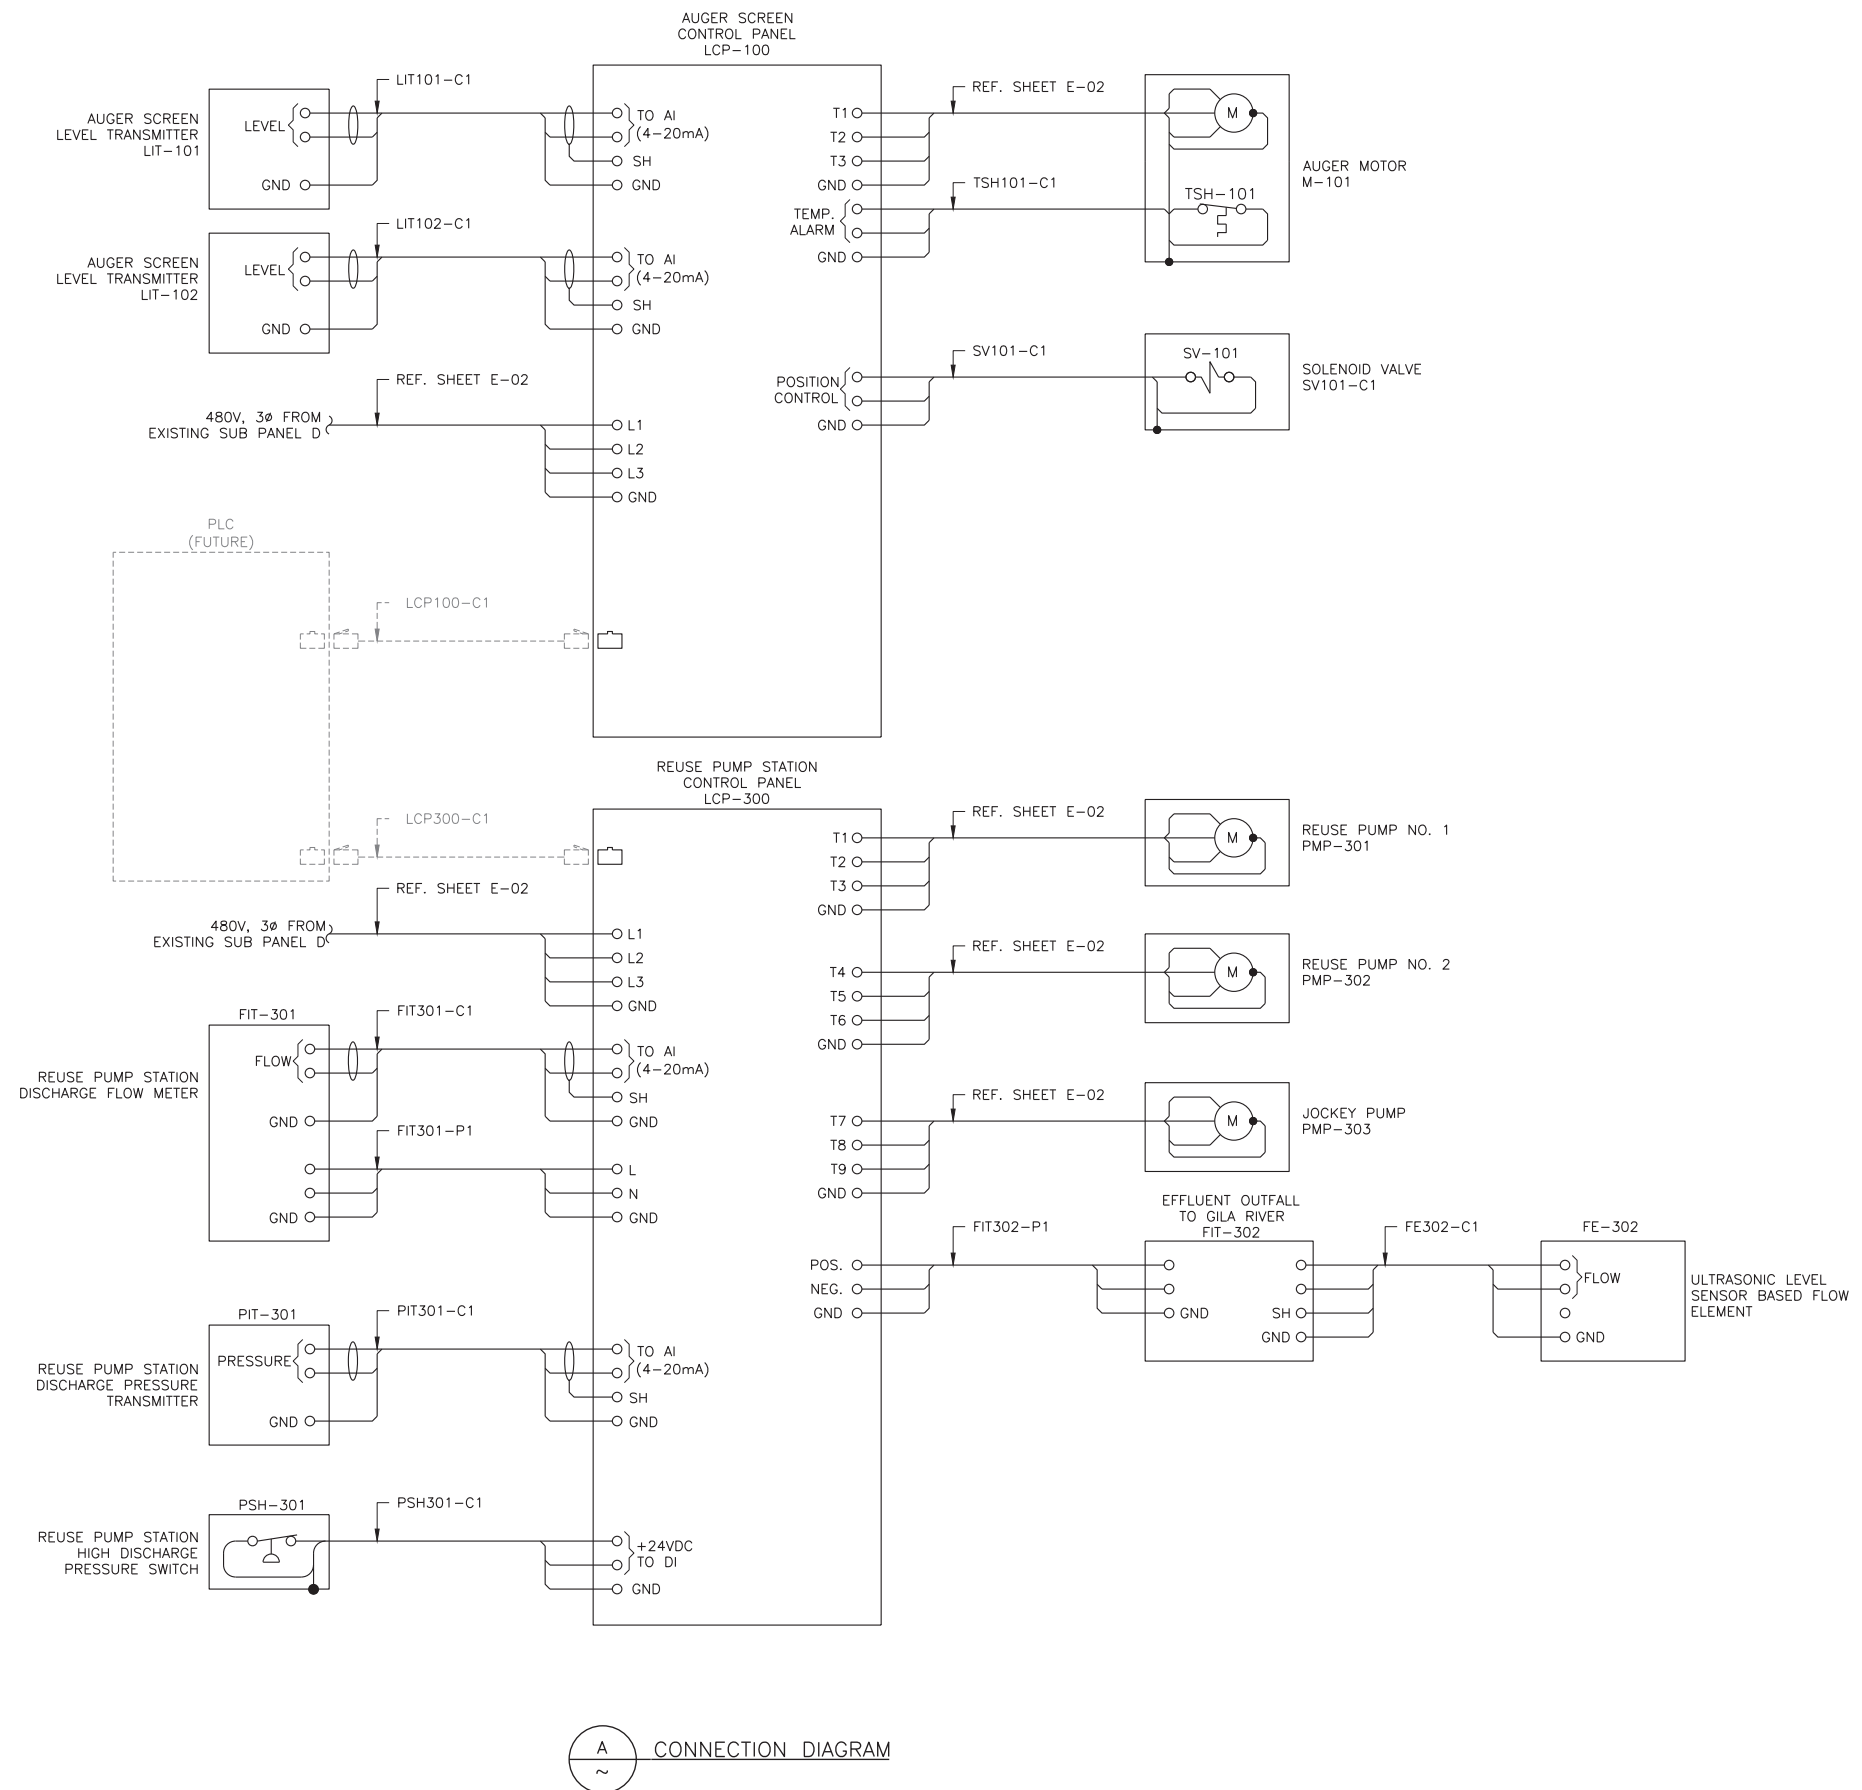 AUGER SCREEN
CONTROL PANEL
LCP-100
LIT101-C1
AUGER SCREEN
LEVEL TRANSMITTER
LIT-101
LEVEL
GND
TO AI
(4-20mA)
SH
GND
LIT102-C1
AUGER SCREEN
LEVEL TRANSMITTER
LIT-102
LEVEL
GND
TO AI
(4-20mA)
SH
GND
REF. SHEET E-02
480V, 3ø FROM
EXISTING SUB PANEL D
L1
L2
L3
GND
T1
T2
T3
GND
REF. SHEET E-02
M
TSH101-C1
TEMP.
ALARM
GND
TSH-101
AUGER MOTOR
M-101
SV101-C1
POSITION
CONTROL
GND
SV-101
SOLENOID VALVE
SV101-C1
PLC
(FUTURE)
LCP100-C1
LCP300-C1
REUSE PUMP STATION
CONTROL PANEL
LCP-300
REF. SHEET E-02
480V, 3ø FROM
EXISTING SUB PANEL D
L1
L2
L3
GND
FIT-301
FIT301-C1
REUSE PUMP STATION
DISCHARGE FLOW METER
FLOW
GND
TO AI
(4-20mA)
SH
GND
FIT301-P1
GND
L
N
GND
PIT-301
PIT301-C1
REUSE PUMP STATION
DISCHARGE PRESSURE
TRANSMITTER
PRESSURE
GND
TO AI
(4-20mA)
SH
GND
PSH-301
PSH301-C1
REUSE PUMP STATION
HIGH DISCHARGE
PRESSURE SWITCH
+24VDC
TO DI
GND
T1
T2
T3
GND
REF. SHEET E-02
M
REUSE PUMP NO. 1
PMP-301
T4
T5
T6
GND
REF. SHEET E-02
M
REUSE PUMP NO. 2
PMP-302
T7
T8
T9
GND
REF. SHEET E-02
M
JOCKEY PUMP
PMP-303
POS.
NEG.
GND
FIT302-P1
EFFLUENT OUTFALL
TO GILA RIVER
FIT-302
GND
SH
GND
FE302-C1
FE-302
FLOW
GND
ULTRASONIC LEVEL
SENSOR BASED FLOW
ELEMENT
A
~
CONNECTION DIAGRAM